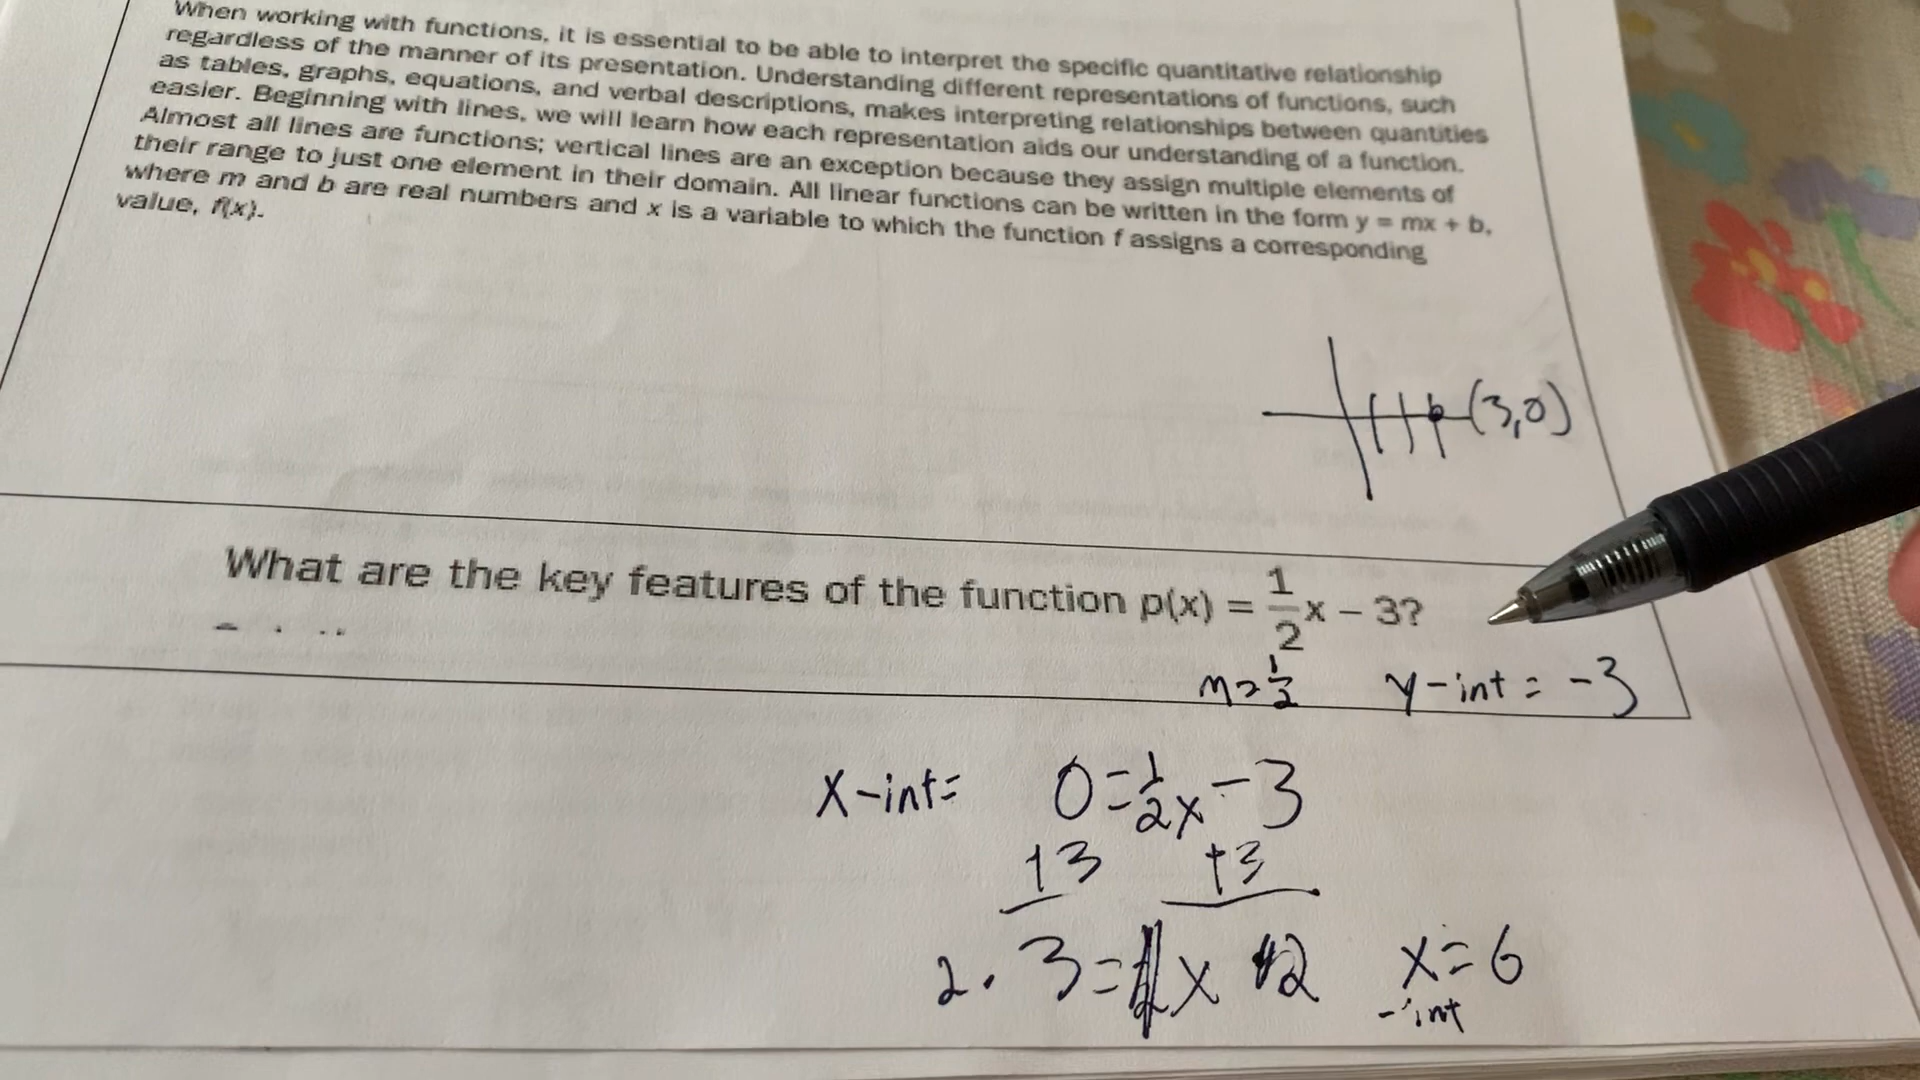 When working with functions, it is essential to be able to interpret the specific quantitative relationship
regardless of the manner of its presentation. Understanding different representations of functions, such
as tables, graphs, equations, and verbal descriptions, makes interpreting relationships between quantities
easier. Beginning with lines, we will learn how each representation aids our understanding of a function.
Almost all lines are functions; vertical lines are an exception because they assign multiple elements of
their range to just one element in their domain. All linear functions can be written in the form y = mx + b,
where m and b are real numbers and x is a variable to which the function f assigns a corresponding
value, f(x).
(3,0)
What are the key features of the function p(x) = 1/2 x – 3?
m=1/2 y-int = -3
x-int= 0=1/2x-3
+3 +3
2 · 3= x 2 x=6
-int